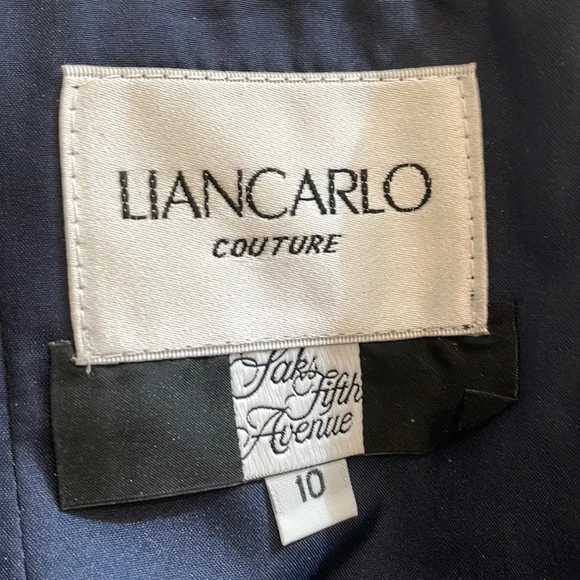 LIANCARLO
COUTURE
Saks
fifth
Avenue
10